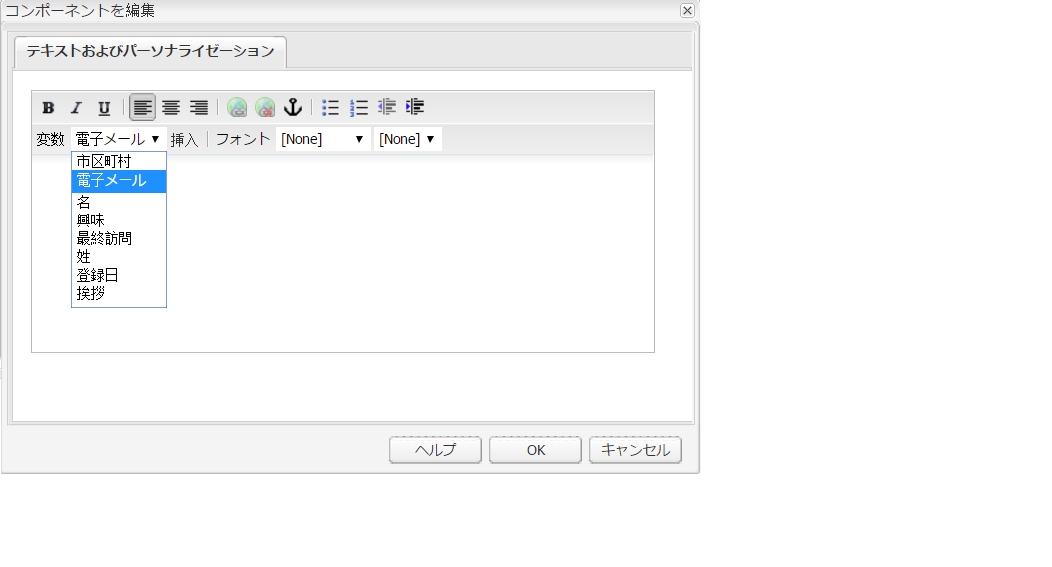 コンポーネントを編集
テキストおよびパーソナライゼーション
B I U
変数 電子メール 挿入 フォント [None] [None]
市区町村
電子メール
名
興味
最終訪問
姓
登録日
挨拶
ヘルプ OK キャンセル